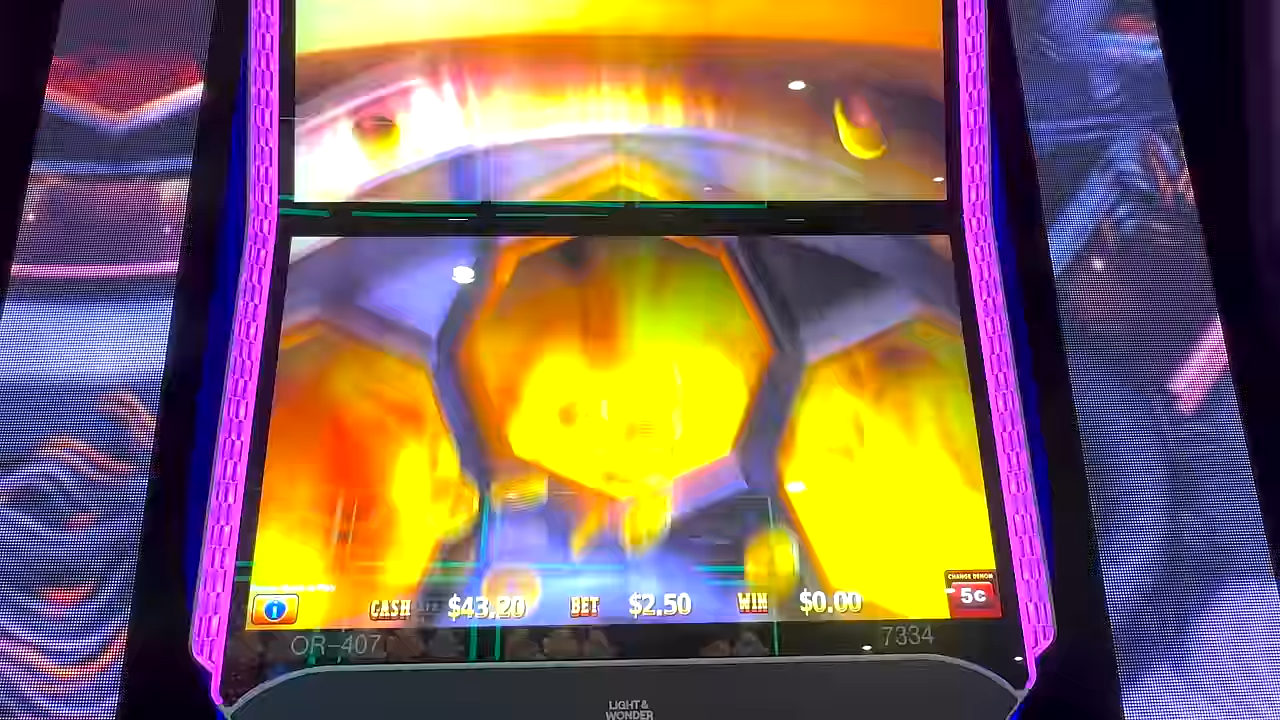 CHANGE DENOM
5¢
CASH $43.20 BET $2.50 WIN $0.00
OR-407 7334
LIGHT &
WONDER